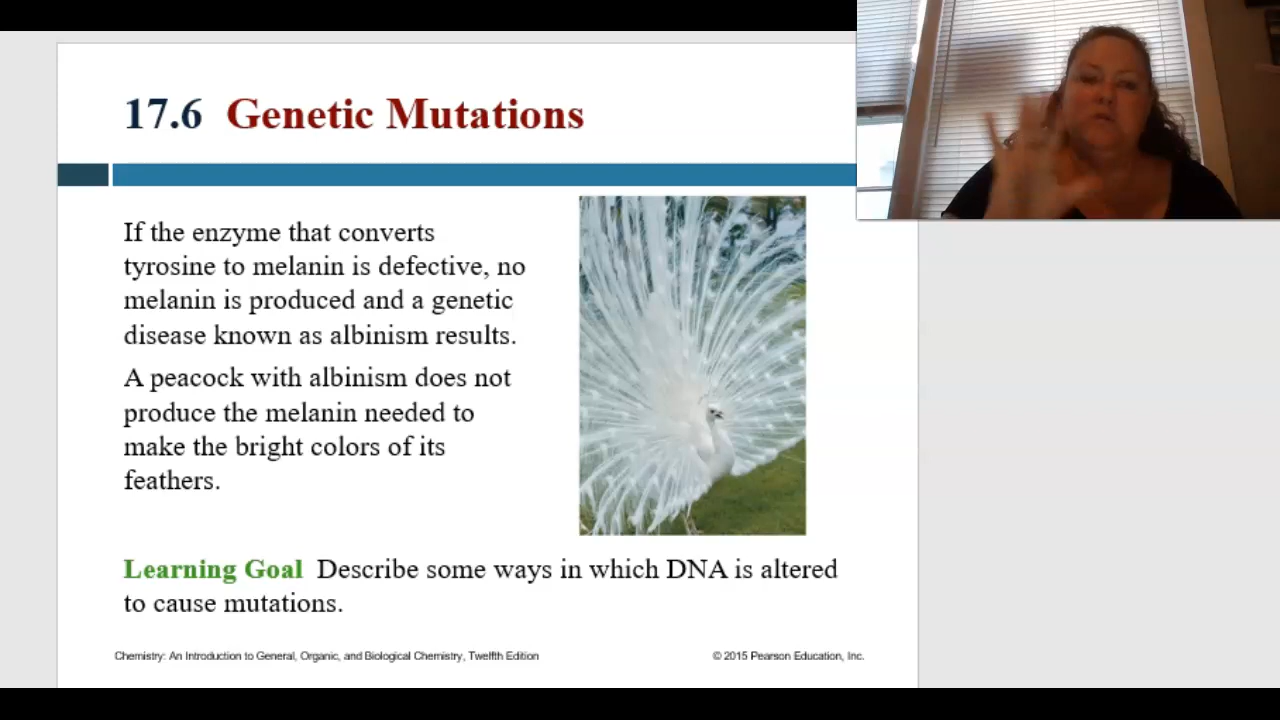 17.6 Genetic Mutations
If the enzyme that converts
tyrosine to melanin is defective, no
melanin is produced and a genetic
disease known as albinism results.
A peacock with albinism does not
produce the melanin needed to
make the bright colors of its
feathers.
Learning Goal Describe some ways in which DNA is altered
to cause mutations.
Chemistry: An Introduction to General, Organic, and Biological Chemistry, Twelfth Edition
© 2015 Pearson Education, Inc.